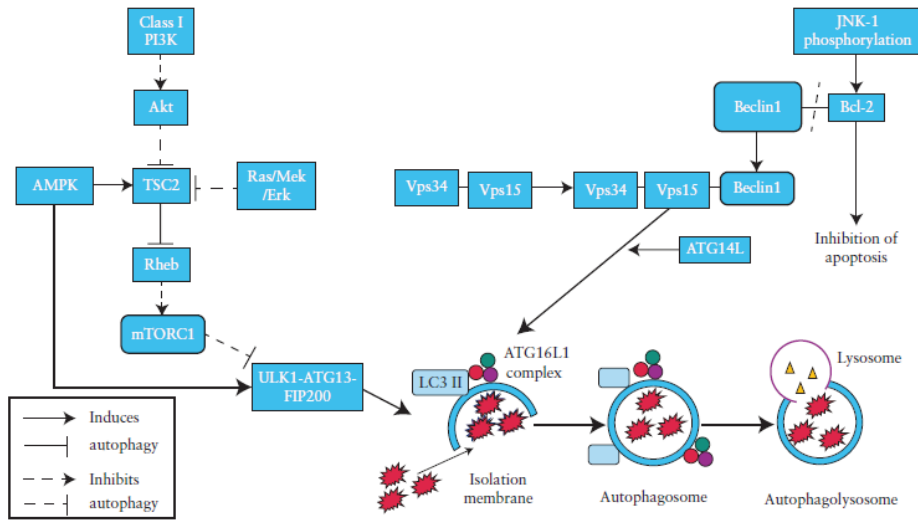 Class I
PI3K
JNK-1
phosphorylation
Akt
Beclin1
Bcl-2
AMPK
TSC2
Ras/Mek
/Erk
Vps34
Vps15
Vps34
Vps15
Beclin1
Rheb
ATG14L
Inhibition of
apoptosis
mTORC1
ULK1-ATG13-
FIP200
LC3 II
ATG16L1
complex
Lysosome
Induces
autophagy
Inhibits
autophagy
Isolation
membrane
Autophagosome
Autophagolysosome